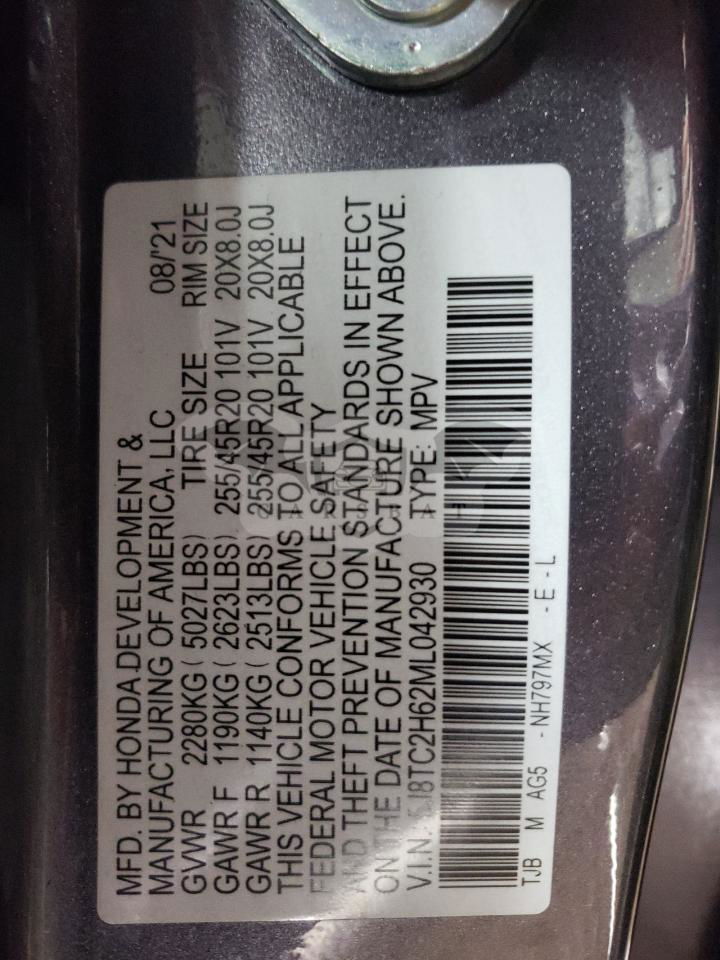 MFD. BY HONDA DEVELOPMENT &
MANUFACTURING OF AMERICA, LLC 08/'21
GVWR 2280KG ( 5027LBS) TIRE SIZE RIM SIZE
GAWR F 1190KG ( 2623LBS) 255/45R20 101V 20X8.0J
GAWR R 1140KG ( 2513LBS) 255/45R20 101V 20X8.0J
THIS VEHICLE CONFORMS TO ALL APPLICABLE
FEDERAL MOTOR VEHICLE SAFETY
AND THEFT PREVENTION STANDARDS IN EFFECT
ON THE DATE OF MANUFACTURE SHOWN ABOVE.
V.I.N. 5J8TC2H62ML042930 TYPE: MPV
TJB M AG5 - NH797MX - E - L